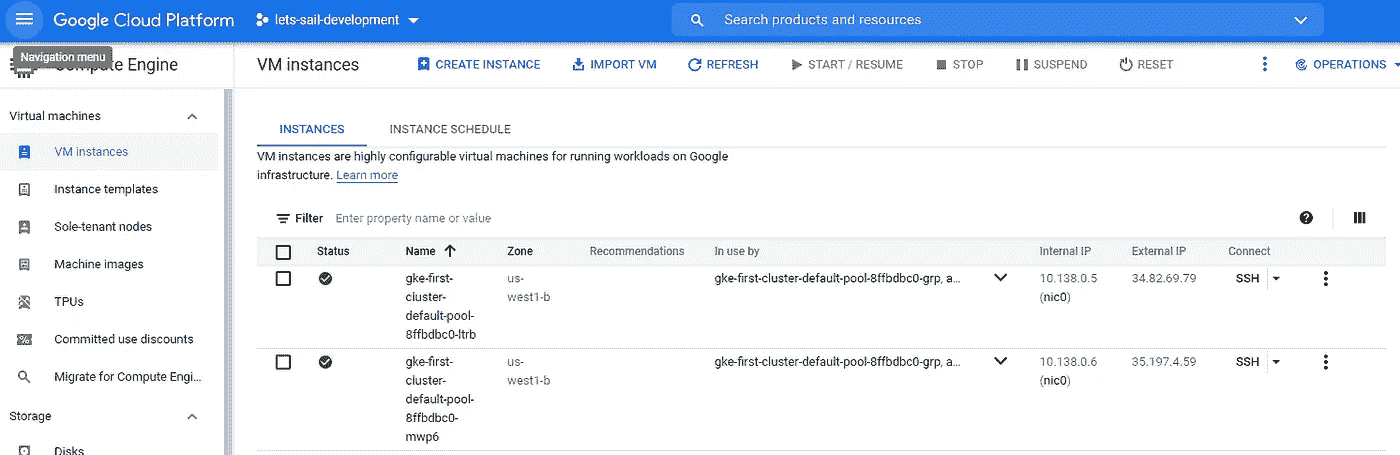 Google Cloud Platform
lets-sail-development
Search products and resources
Navigation menu
Compute Engine
VM instances
CREATE INSTANCE
IMPORT VM
REFRESH
START / RESUME
STOP
SUSPEND
RESET
OPERATIONS
Virtual machines
VM instances
Instance templates
Sole-tenant nodes
Machine images
TPUs
Committed use discounts
Migrate for Compute Engi...
Storage
Disks
INSTANCES
INSTANCE SCHEDULE
VM instances are highly configurable virtual machines for running workloads on Google
infrastructure. Learn more
Filter Enter property name or value
Status Name Zone Recommendations In use by Internal IP External IP Connect
gke-first-
cluster-
default-pool-
8ffbdbc0-ltrb
us-
west1-b
gke-first-cluster-default-pool-8ffbdbc0-grp, a...
10.138.0.5
(nic0)
34.82.69.79
SSH
gke-first-
cluster-
default-pool-
8ffbdbc0-
mwp6
us-
west1-b
gke-first-cluster-default-pool-8ffbdbc0-grp, a...
10.138.0.6
(nic0)
35.197.4.59
SSH